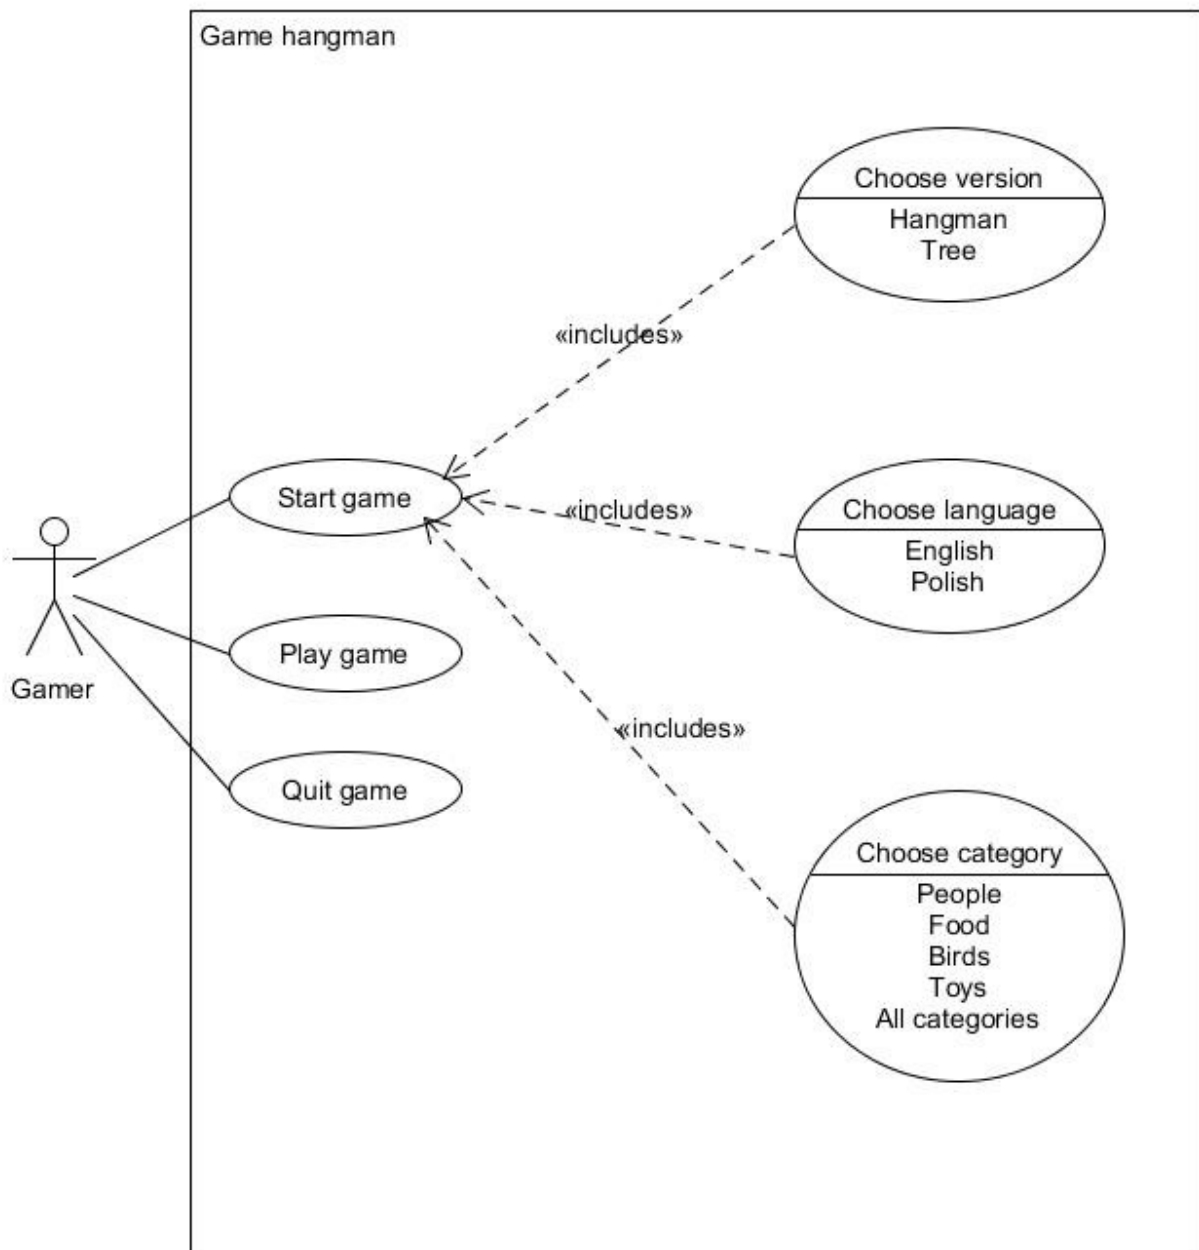 Game hangman
Choose version
Hangman
Tree
«includes»
Start game
Choose language
English
Polish
«includes»
Play game
Gamer
Quit game
«includes»
Choose category
People
Food
Birds
Toys
All categories